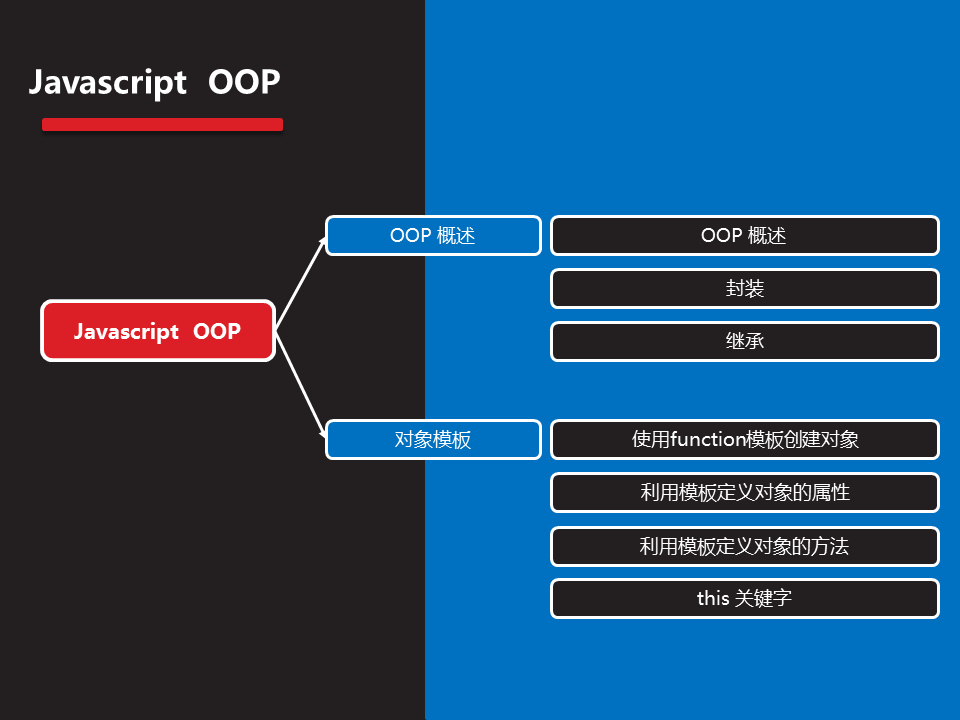 Javascript OOP
Javascript OOP
OOP 概述
OOP 概述
封装
继承
对象模板
使用function模板创建对象
利用模板定义对象的属性
利用模板定义对象的方法
this 关键字